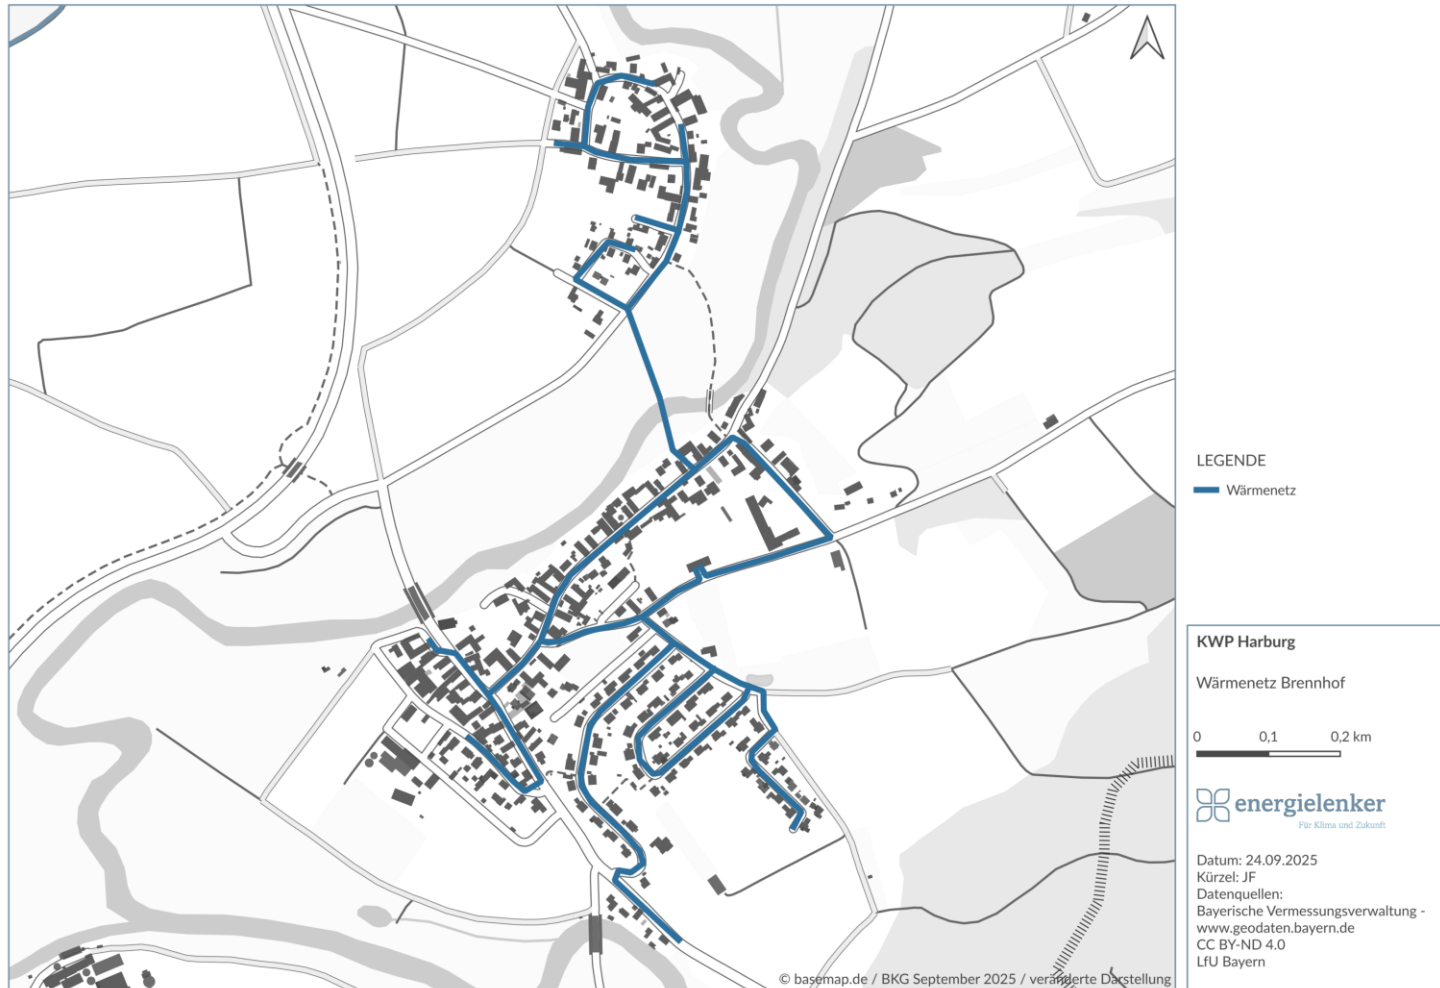 LEGENDE
Wärmenetz
KWP Harburg
Wärmenetz Brennhof
0 0,1 0,2 km
energielenker
Für Klima und Zukunft
Datum: 24.09.2025
Kürzel: JF
Datenquellen:
Bayerische Vermessungsverwaltung -
www.geodaten.bayern.de
CC BY-ND 4.0
LfU Bayern
© basemap.de / BKG September 2025 / veränderte Darstellung